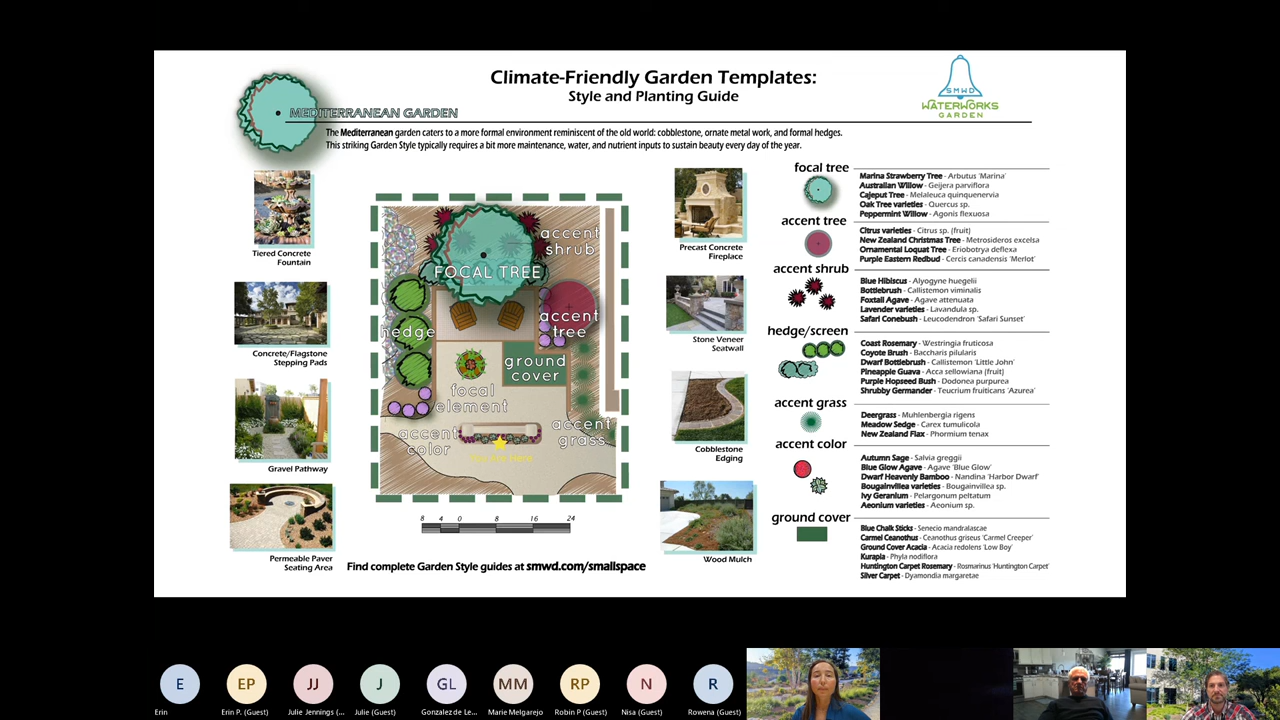 Climate-Friendly Garden Templates:
Style and Planting Guide
SMWD
WATERWORKS
GARDEN
MEDITERRANEAN GARDEN
The Mediterranean garden caters to a more formal environment reminiscent of the old world: cobblestone, ornate metal work, and formal hedges.
This striking Garden Style typically requires a bit more maintenance, water, and nutrient inputs to sustain beauty every day of the year.
Tiered Concrete
Fountain
Concrete/Flagstone
Stepping Pads
Gravel Pathway
Permeable Paver
Seating Area
accent
shrub
FOCAL TREE
hedge
accent
tree
ground
cover
focal
element
accent
color
accent
grass
You Are Here
8 4 0 8 16 24
Find complete Garden Style guides at smwd.com/smallspace
Precast Concrete
Fireplace
Stone Veneer
Seatwall
Cobblestone
Edging
Wood Mulch
focal tree
Marina Strawberry Tree - Arbutus 'Marina'
Australian Willow - Geijera parviflora
Cajeput Tree - Melaleuca quinquenervia
Oak Tree varieties - Quercus sp.
Peppermint Willow - Agonis flexuosa
accent tree
Citrus varieties - Citrus sp. (fruit)
New Zealand Christmas Tree - Metrosideros excelsa
Ornamental Loquat Tree - Eriobotrya deflexa
Purple Eastern Redbud - Cercis canadensis 'Merlot'
accent shrub
Blue Hibiscus - Alyogyne huegelii
Bottlebrush - Callistemon viminalis
Foxtail Agave - Agave attenuata
Lavender varieties - Lavandula sp.
Safari Conebush - Leucodendron 'Safari Sunset'
hedge/screen
Coast Rosemary - Westringia fruticosa
Coyote Brush - Baccharis pilularis
Dwarf Bottlebrush - Callistemon 'Little John'
Pineapple Guava - Acca sellowiana (fruit)
Purple Hopseed Bush - Dodonea purpurea
Shrubby Germander - Teucrium fruticans 'Azurea'
accent grass
Deergrass - Muhlenbergia rigens
Meadow Sedge - Carex tumulicola
New Zealand Flax - Phormium tenax
accent color
Autumn Sage - Salvia greggii
Blue Glow Agave - Agave 'Blue Glow'
Dwarf Heavenly Bamboo - Nandina 'Harbor Dwarf'
Bougainvillea varieties - Bougainvillea sp.
Ivy Geranium - Pelargonum peltatum
Aeonium varieties - Aeonium sp.
ground cover
Blue Chalk Sticks - Senecio mandralascae
Carmel Ceanothus - Ceanothus griseus 'Carmel Creeper'
Ground Cover Acacia - Acacia redolens 'Low Boy'
Kurapia - Phyla nodiflora
Huntington Carpet Rosemary - Rosmarinus 'Huntington Carpet'
Silver Carpet - Dyamondia margaretae
E EP JJ J GL MM RP N R
Erin Erin P. (Guest) Julie Jennings (... Julie (Guest) Gonzalez de Le... Marie Melgarejo Robin P (Guest) Nisa (Guest) Rowena (Guest)